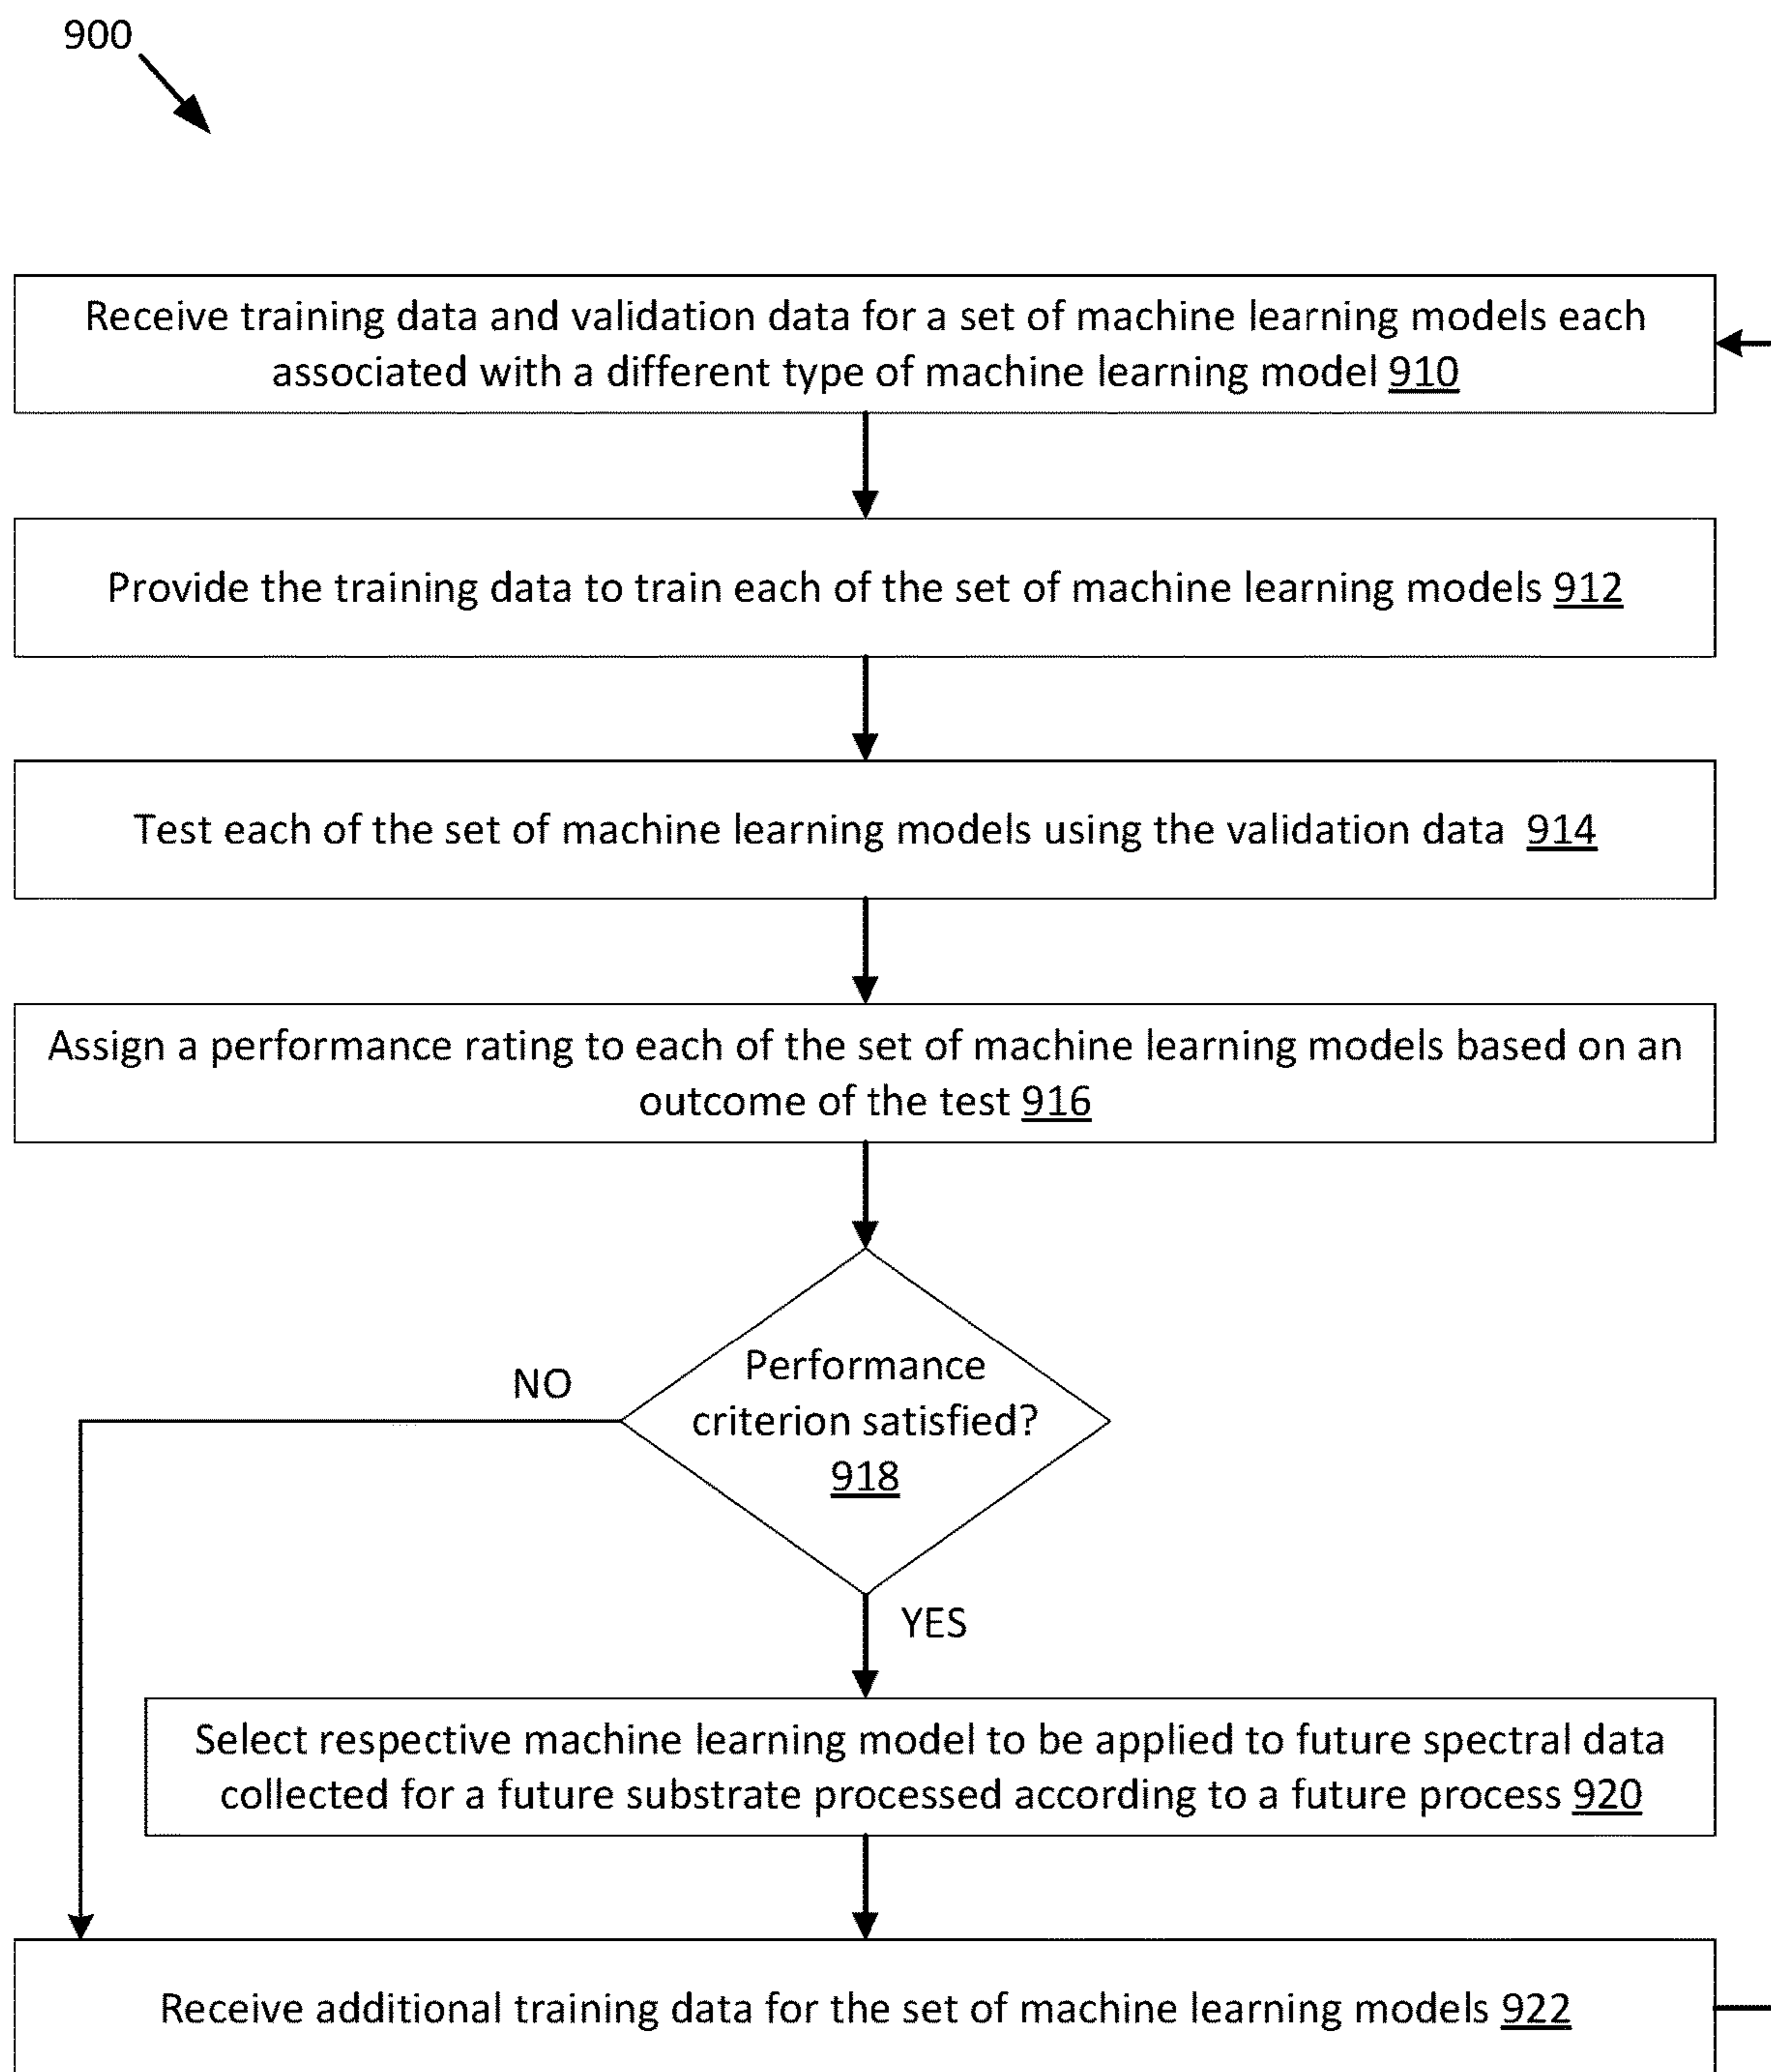 900
Receive training data and validation data for a set of machine learning models each
associated with a different type of machine learning model 910
Provide the training data to train each of the set of machine learning models 912
Test each of the set of machine learning models using the validation data 914
Assign a performance rating to each of the set of machine learning models based on an
outcome of the test 916
Performance
criterion satisfied?
918
NO
YES
Select respective machine learning model to be applied to future spectral data
collected for a future substrate processed according to a future process 920
Receive additional training data for the set of machine learning models 922